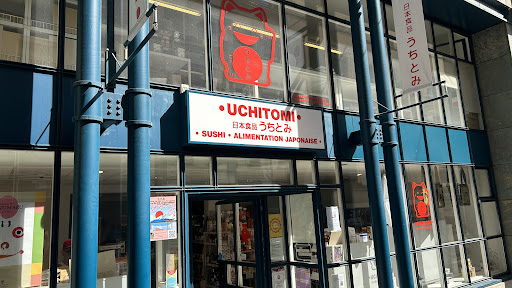 • UCHITOMI •
日本食品 うちとみ
• SUSHI • ALIMENTATION JAPONAISE •
日本食品 うちとみ